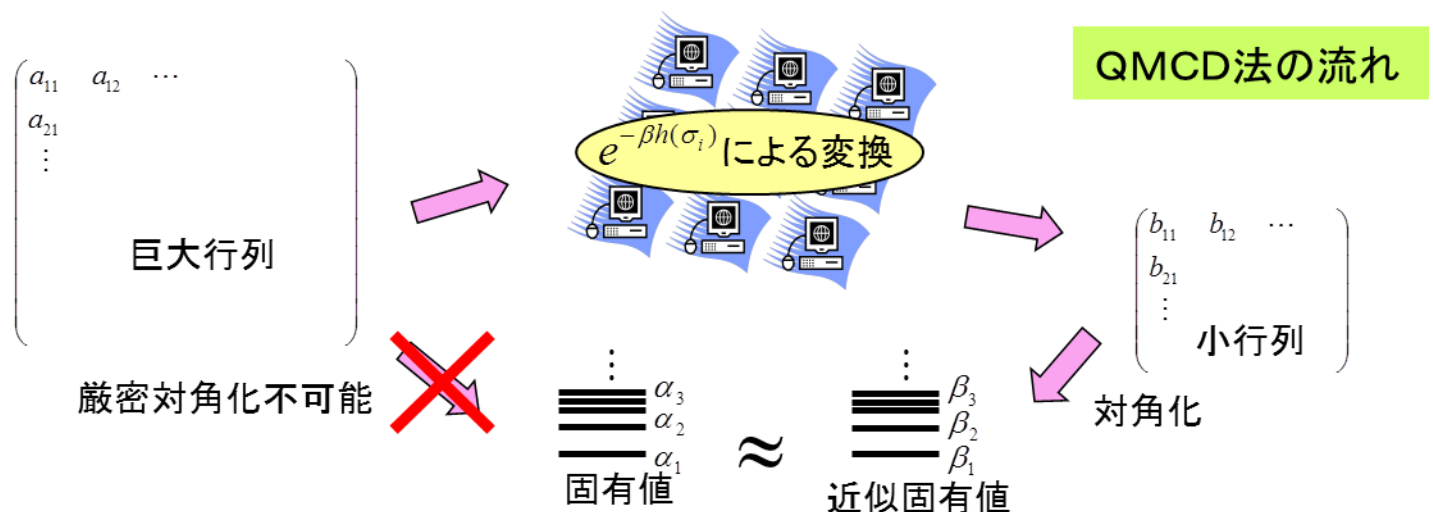 QMCD法の流れ
a₁₁ a₁₂ ⋯
a₂₁
⋮
巨大行列
厳密対角化不可能
e^{-βh(σᵢ)}による変換
b₁₁ b₁₂ ⋯
b₂₁
⋮
小行列
対角化
⋮
α₃
α₂
α₁
固有値
≈
⋮
β₃
β₂
β₁
近似固有値